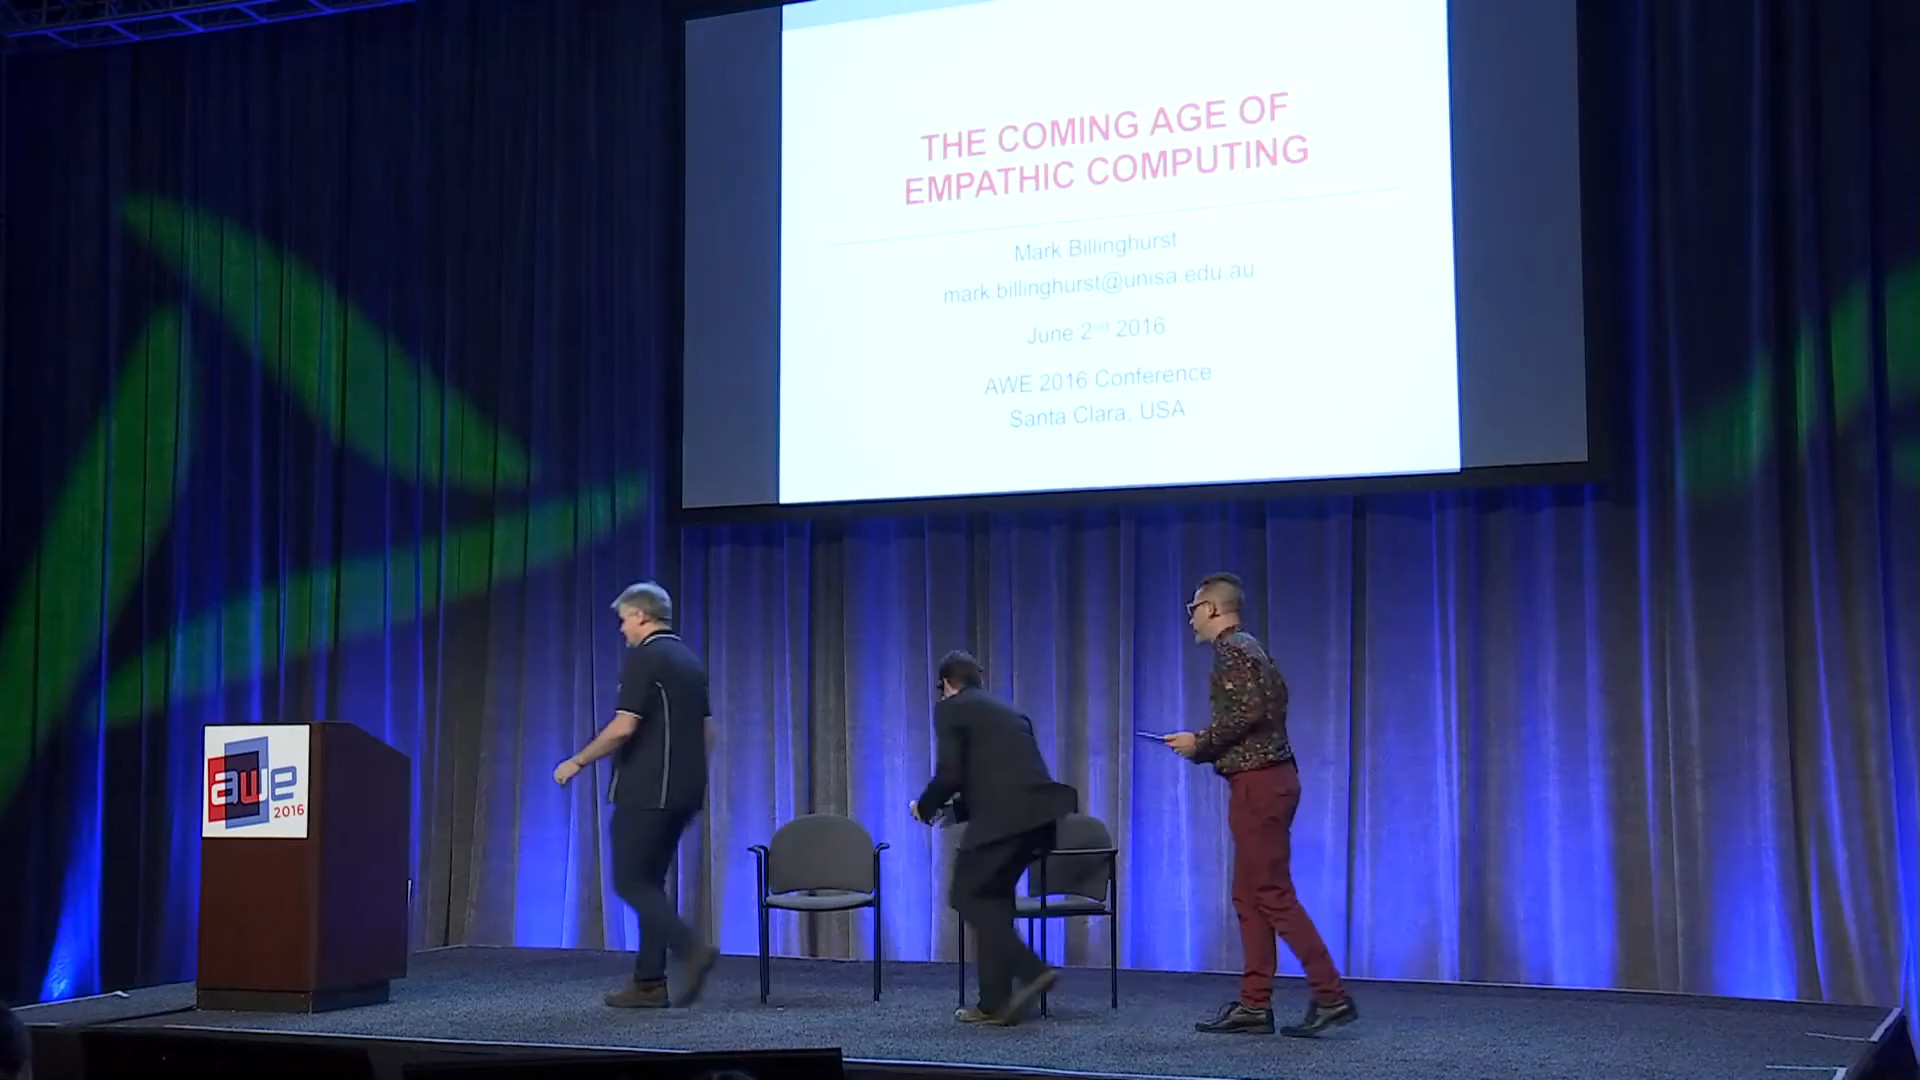 THE COMING AGE OF
EMPATHIC COMPUTING
Mark Billinghurst
mark.billinghurst@unisa.edu.au
June 2nd 2016
AWE 2016 Conference
Santa Clara, USA
awe
2016